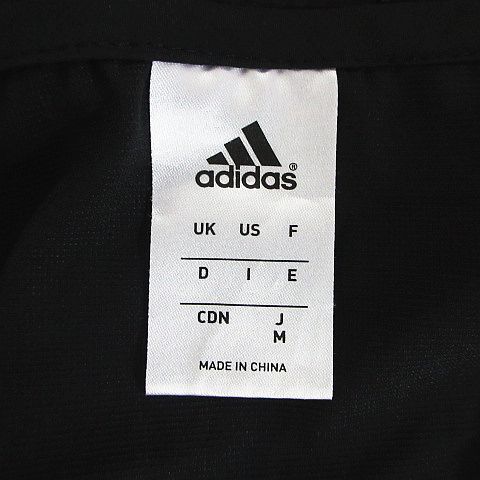 adidas®
UK US F
D I E
CDN J
M
MADE IN CHINA